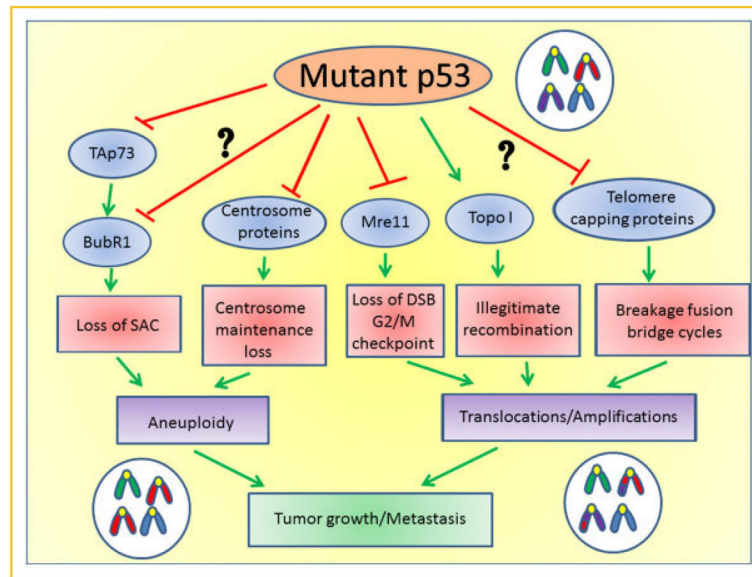 Mutant p53
TAp73
?
?
BubR1
Centrosome
proteins
Mre11
Topo I
Telomere
capping proteins
Loss of SAC
Centrosome
maintenance
loss
Loss of DSB
G2/M
checkpoint
Illegitimate
recombination
Breakage fusion
bridge cycles
Aneuploidy
Translocations/Amplifications
Tumor growth/Metastasis